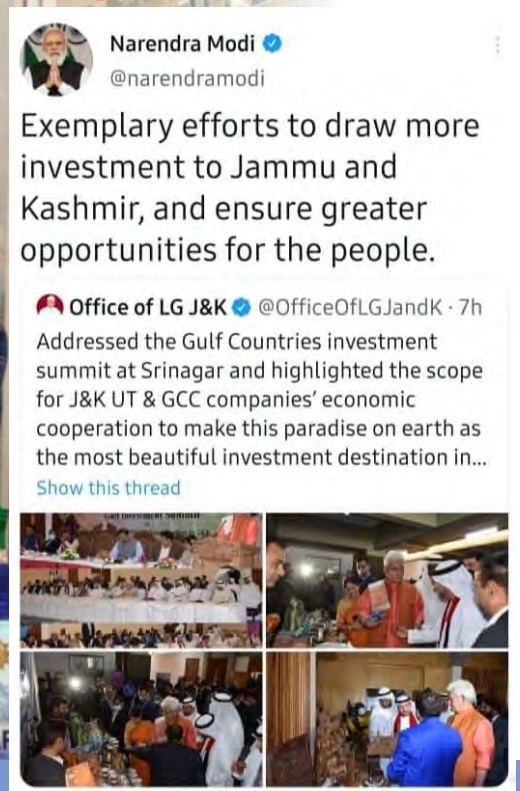 Narendra Modi
@narendramodi
Exemplary efforts to draw more
investment to Jammu and
Kashmir, and ensure greater
opportunities for the people.
Office of LG J&K @OfficeOfLGJandK · 7h
Addressed the Gulf Countries investment
summit at Srinagar and highlighted the scope
for J&K UT & GCC companies' economic
cooperation to make this paradise on earth as
the most beautiful investment destination in...
Show this thread
Gulf Investment Summit